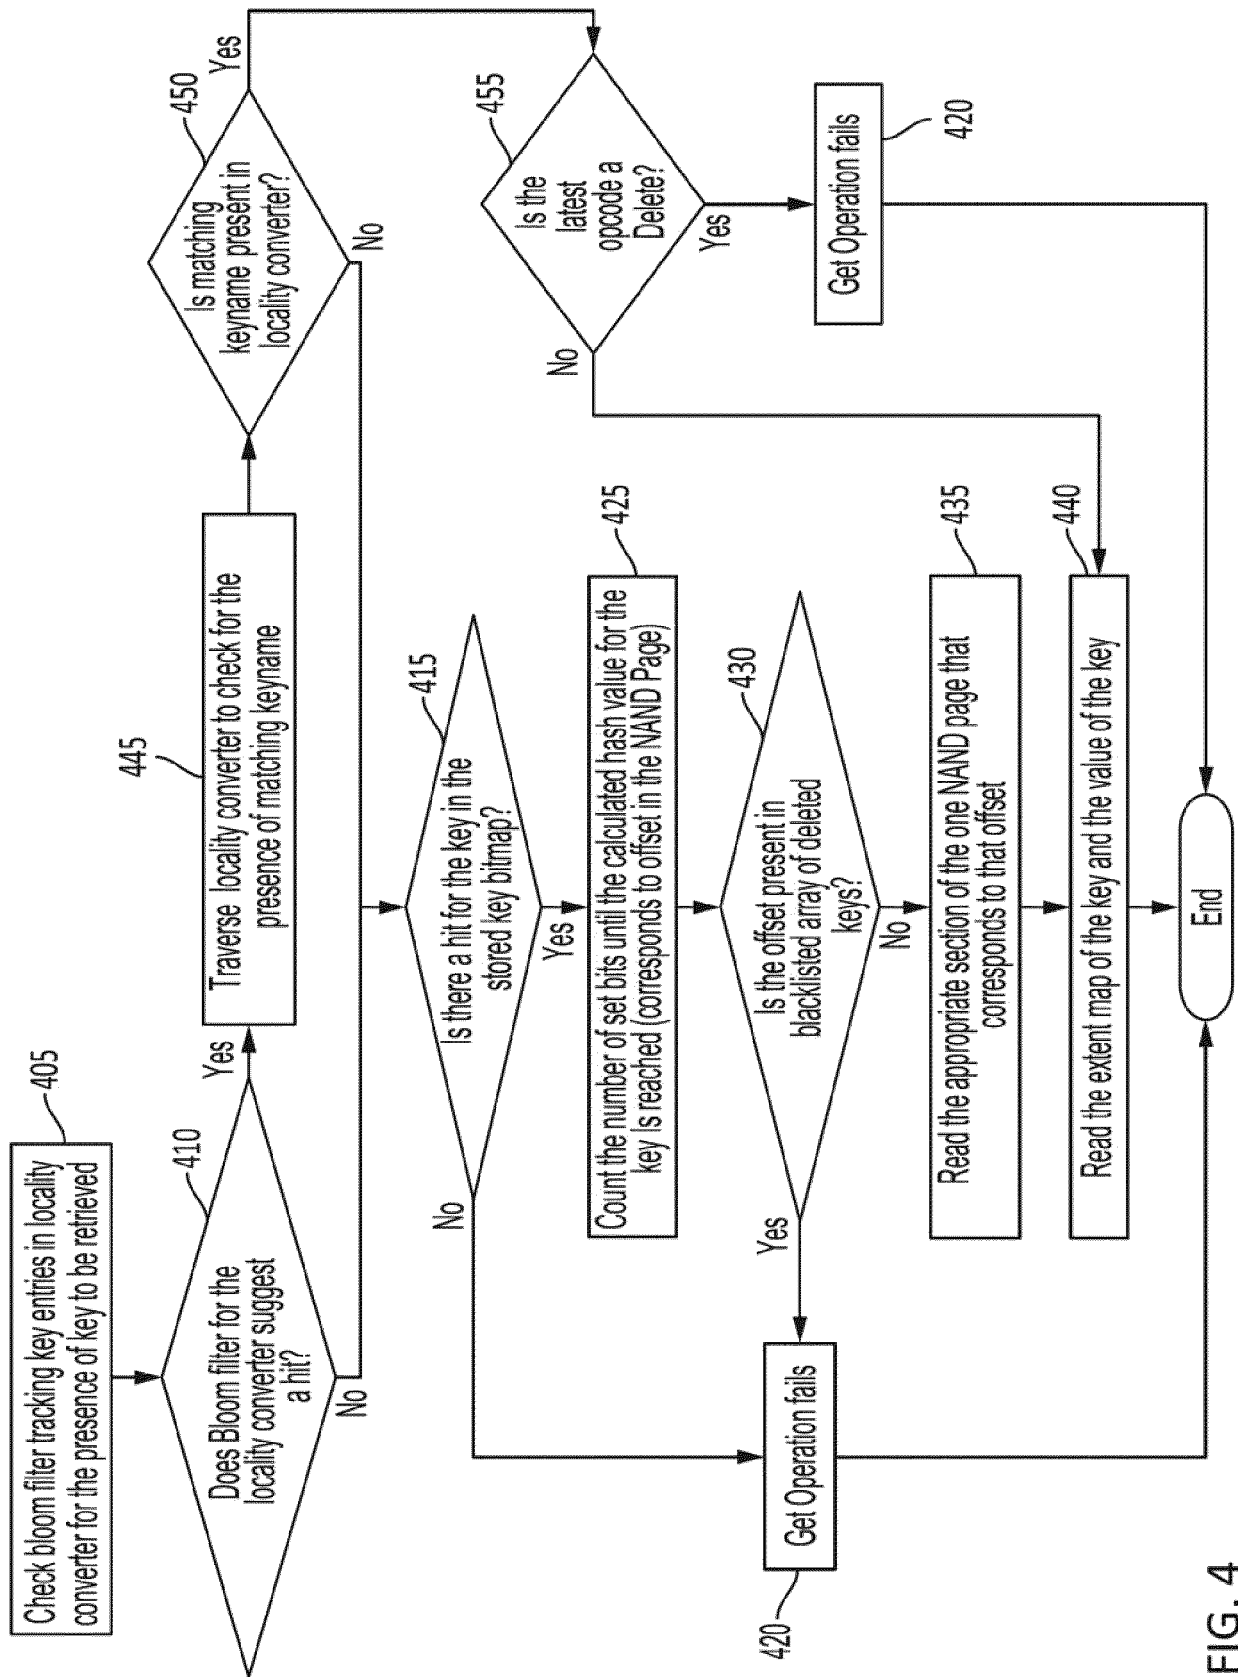 Check bloom filter tracking key entries in locality
converter for the presence of key to be retrieved
405
Does Bloom filter for the
locality converter suggest
a hit?
410
Yes
No
Traverse locality converter to check for the
presence of matching keyname
445
Is matching
keyname present in
locality converter?
450
Yes
No
Is there a hit for the key in the
stored key bitmap?
415
No
Yes
Count the number of set bits until the calculated hash value for the
key Is reached (corresponds to offset in the NAND Page)
425
Is the
latest
opcode a
Delete?
455
No
Yes
Is the offset present in
blacklisted array of deleted
keys?
430
Yes
No
Get Operation fails
420
Get Operation fails
420
Read the appropriate section of the one NAND page that
corresponds to that offset
435
Read the extent map of the key and the value of the key
440
End
FIG. 4